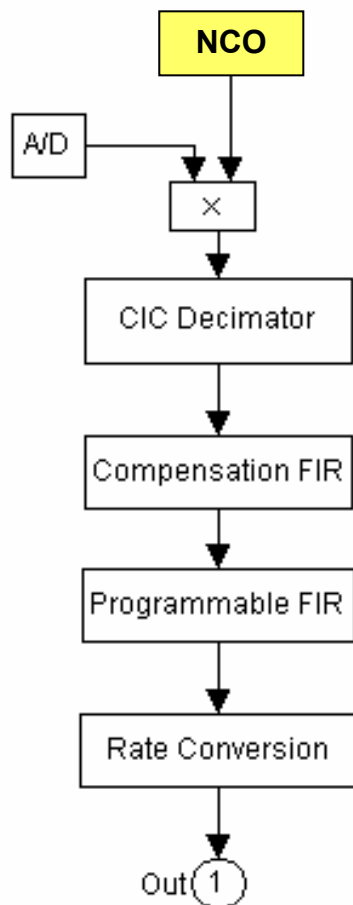 NCO
A/D
×
CIC Decimator
Compensation FIR
Programmable FIR
Rate Conversion
Out 1